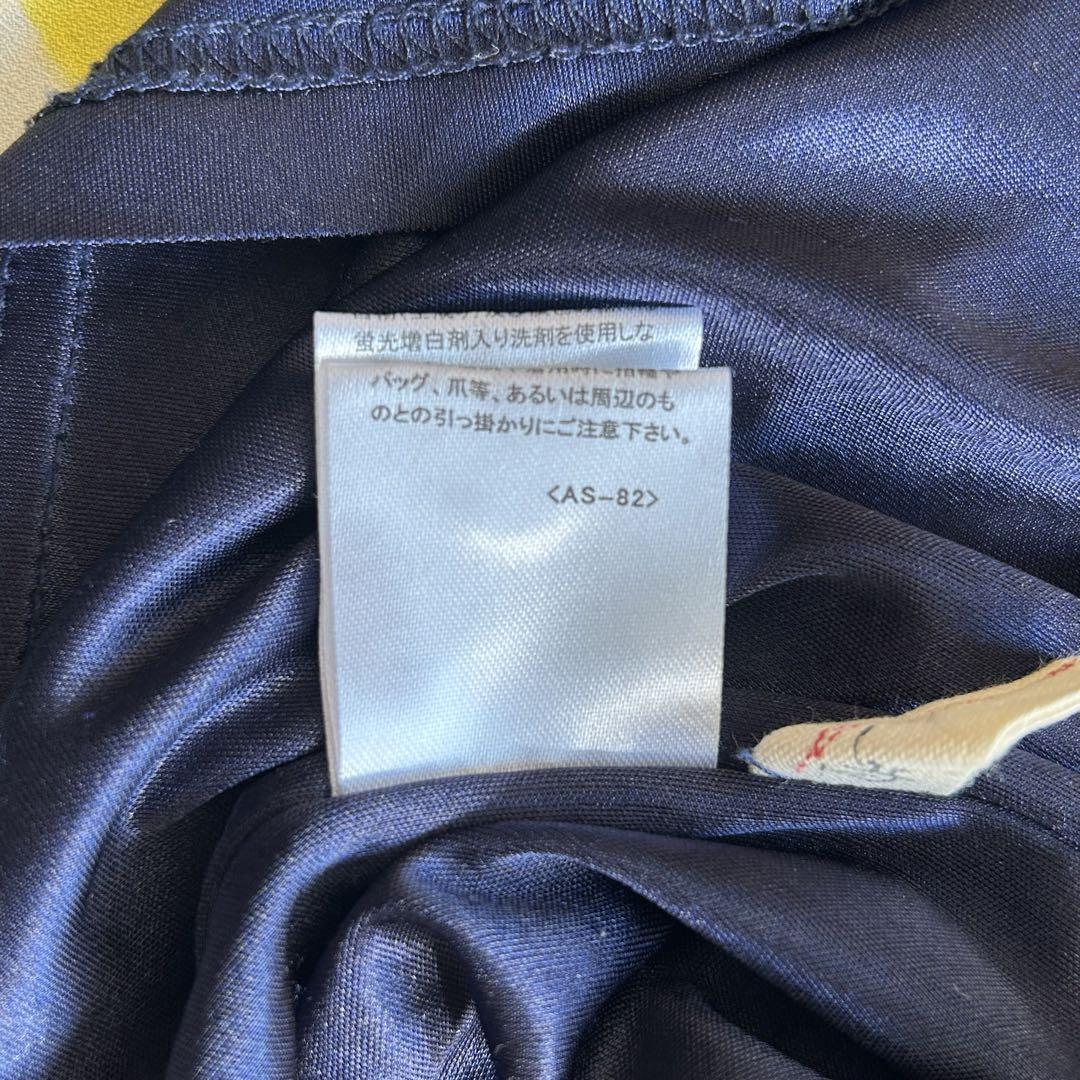 蛍光増白剤入り洗剤を使用しな
バッグ、爪等、あるいは周辺のも
のとの引っ掛かりにご注意下さい。
<AS-82>